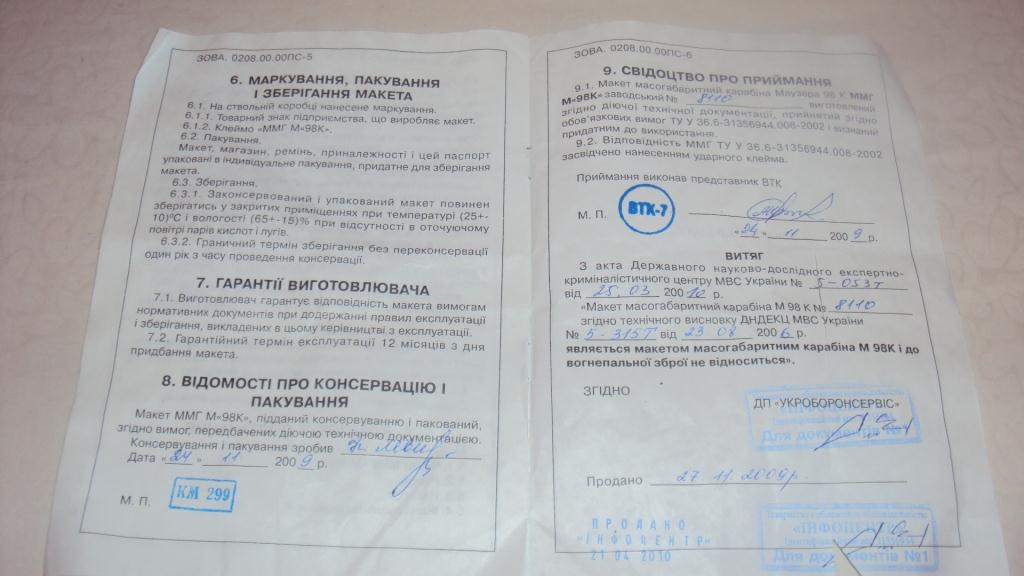 ЗОВА. 0208.00.00ПС-5
6. МАРКУВАННЯ, ПАКУВАННЯ
І ЗБЕРІГАННЯ МАКЕТА
6.1. На ствольній коробці нанесене маркування.
6.1.1. Товарний знак підприємства, що виробляє макет.
6.1.2. Клеймо «ММГ М«98К».
6.2. Пакування.
Макет, магазин, ремінь, приналежності і цей паспорт
упаковані в індивідуальне пакування, придатне для зберігання
макета.
6.3. Зберігання.
6.3.1. Законсервований и упакований макет повинен
зберігатись у закритих приміщеннях при температурі (25+-
10)ºС і вологості (65+-15)% при відсутності в оточуючому
повітрі парів кислот і лугів.
6.3.2. Граничний термін зберігання без переконсервації
один рік з часу проведення консервації.
7. ГАРАНТІЇ ВИГОТОВЛЮВАЧА
7.1. Виготовлювач гарантує відповідність макета вимогам
нормативних документів при додержанні правил експлуатації
і зберігання, викладених в цьому керівництві з експлуатації.
7.2. Гарантійний термін експлуатації 12 місяців з дня
придбання макета.
8. ВІДОМОСТІ ПРО КОНСЕРВАЦІЮ І
ПАКУВАННЯ
Макет ММГ М«98К», підданий консервуванню і пакований,
згідно вимог, передбачених діючою технічною документацією.
Консервування і пакування зробив
Дата «24» 11 2009 р.
М. П. КМ 299
ЗОВА. 0208.00.00ПС-6
9. СВІДОЦТВО ПРО ПРИЙМАННЯ
9.1. Макет масогабаритний карабіна Маузера 98 К ММГ
М«98К» заводський № 8110 виготовлений
згідно діючої технічної документації, прийнятий згідно
обов'язкових вимог ТУ У 36.6-31356944.008-2002 і визнаний
придатним до використання.
9.2. Відповідність ММГ ТУ У 36.6-31356944.008-2002
засвідчено нанесенням ударного клейма.
Приймання виконав представник ВТК
М. П. ВТК-7
«24» 11 2009 р.
ВИТЯГ
З акта Державного науково-дослідного експертно-
криміналістичного центру МВС України № 5-053т
від 25.03 20010 р.
«Макет масогабаритний карабіна М 98 К № 8110
згідно технічного висновку ДНДЕКЦ МВС України
№ 5-315Т від 23 08 2006 р.
являється макетом масогабаритним карабіна М 98К і до
вогнепальної зброї не відноситься».
ЗГІДНО
ДП «УКРОБОРОНСЕРВІС»
Для документів №1
Продано 27 11. 2009р.
ПРОДАНО
"ІНФОЦЕНТР"
21 04 2010
«ІНФОЦЕНТР»
Для документів №1